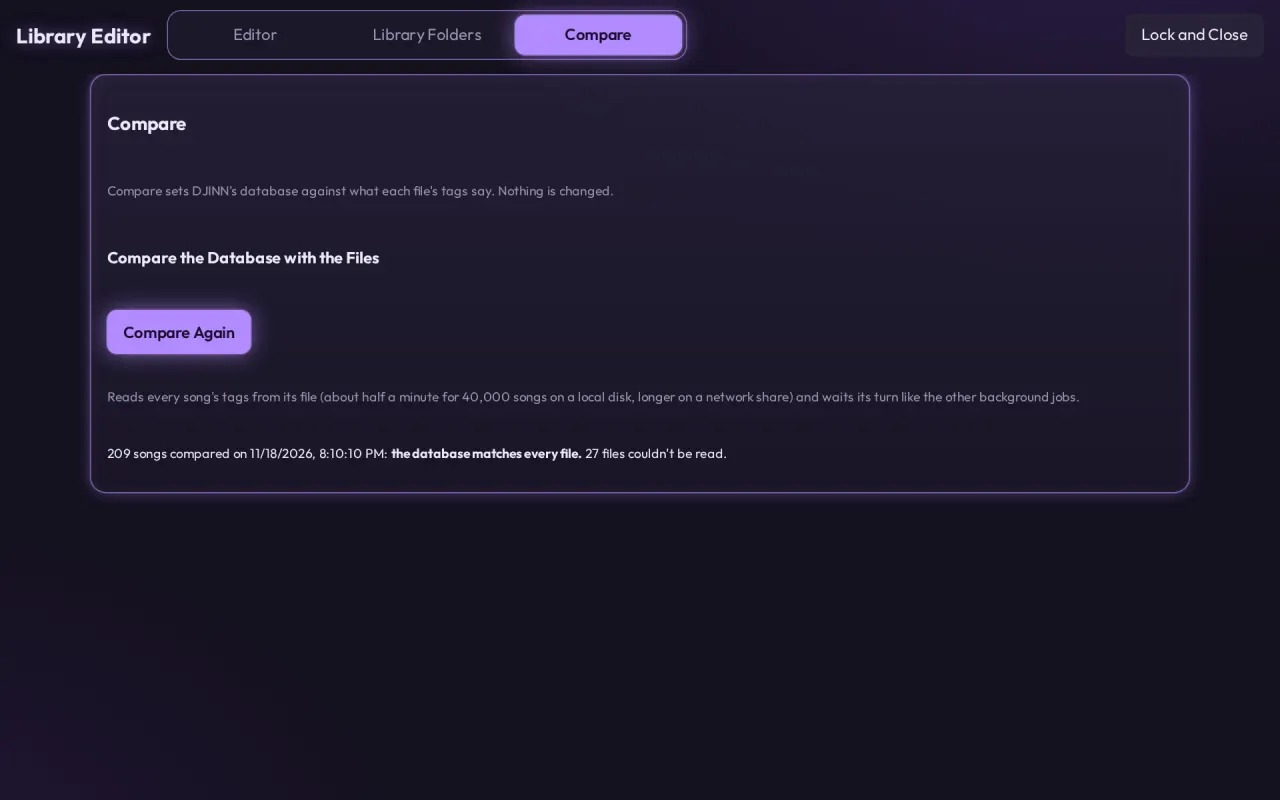 Library Editor
Editor
Library Folders
Compare
Lock and Close
Compare
Compare sets DJINN's database against what each file's tags say. Nothing is changed.
Compare the Database with the Files
Compare Again
Reads every song's tags from its file (about half a minute for 40,000 songs on a local disk, longer on a network share) and waits its turn like the other background jobs.
209 songs compared on 11/18/2026, 8:10:10 PM: the database matches every file. 27 files couldn't be read.